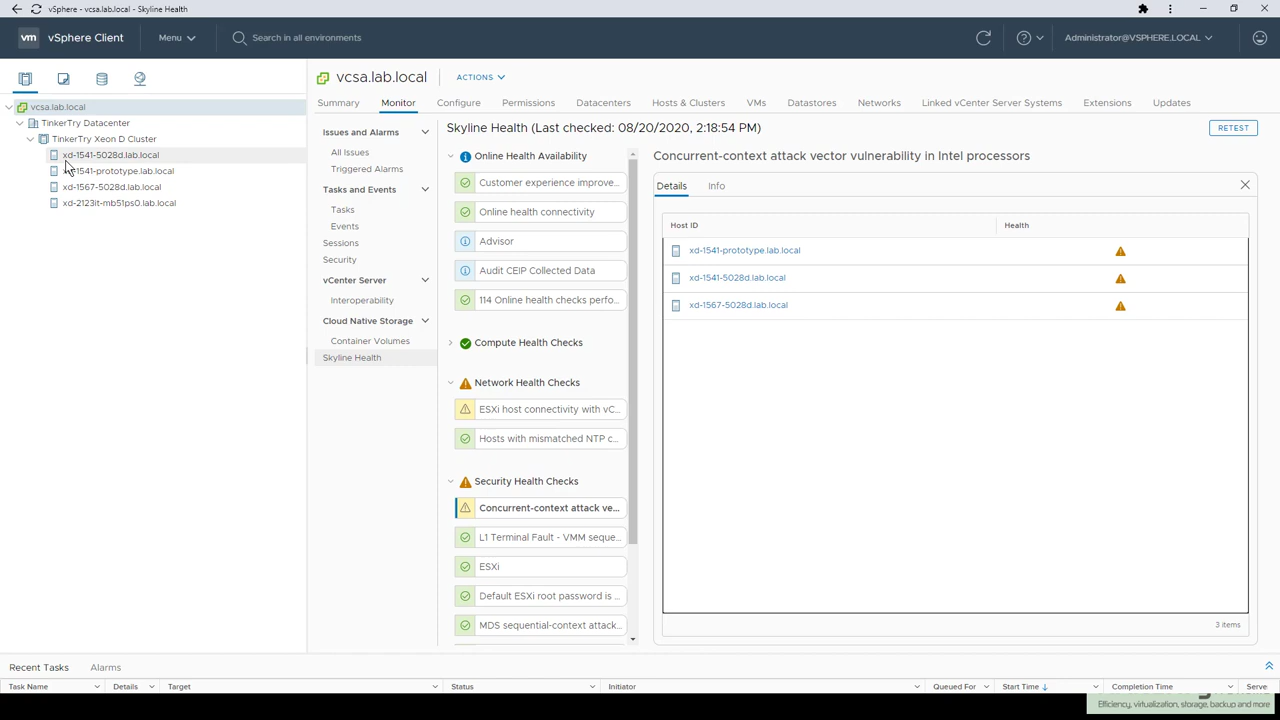 vSphere - vcsa.lab.local - Skyline Health
vm vSphere Client Menu Search in all environments Administrator@VSPHERE.LOCAL
vcsa.lab.local
TinkerTry Datacenter
TinkerTry Xeon D Cluster
xd-1541-5028d.lab.local
xd-1541-prototype.lab.local
xd-1567-5028d.lab.local
xd-2123it-mb51ps0.lab.local
vcsa.lab.local ACTIONS
Summary Monitor Configure Permissions Datacenters Hosts & Clusters VMs Datastores Networks Linked vCenter Server Systems Extensions Updates
Issues and Alarms
All Issues
Triggered Alarms
Tasks and Events
Tasks
Events
Sessions
Security
vCenter Server
Interoperability
Cloud Native Storage
Container Volumes
Skyline Health
Skyline Health (Last checked: 08/20/2020, 2:18:54 PM)
RETEST
Online Health Availability
Customer experience improve...
Online health connectivity
Advisor
Audit CEIP Collected Data
114 Online health checks perfo...
Compute Health Checks
Network Health Checks
ESXi host connectivity with vC...
Hosts with mismatched NTP c...
Security Health Checks
Concurrent-context attack ve...
L1 Terminal Fault - VMM seque...
ESXi
Default ESXi root password is ...
MDS sequential-context attack...
Concurrent-context attack vector vulnerability in Intel processors
Details Info
Host ID Health
xd-1541-prototype.lab.local
xd-1541-5028d.lab.local
xd-1567-5028d.lab.local
3 items
Recent Tasks Alarms
Task Name Details Target Status Initiator Queued For Start Time Completion Time Serve
Efficiency, virtualization, storage, backup and more